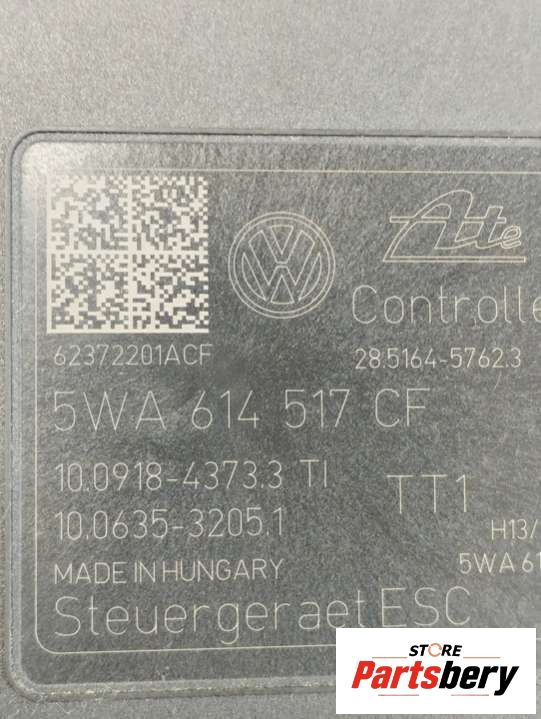 VW
Ate
Controlle
62372201ACF
28.5164-5762.3
5WA 614 517 CF
10.0918-4373.3 TI
10.0635-3205.1
TT1
H13/
5WA 61
MADE IN HUNGARY
Steuergeraet ESC
STORE
Partsbery